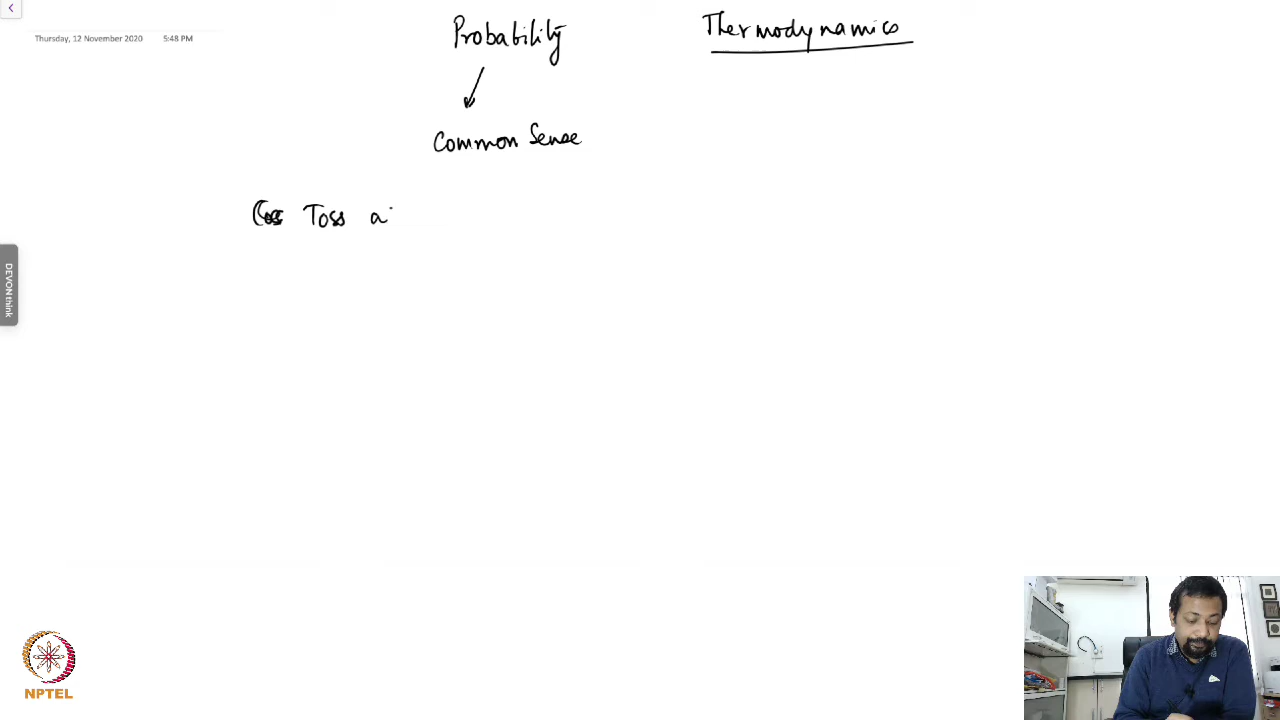 Thursday, 12 November 2020 5:48 PM
Probability
Thermodynamics
Common Sense
Toss a
DEVONthink
NPTEL